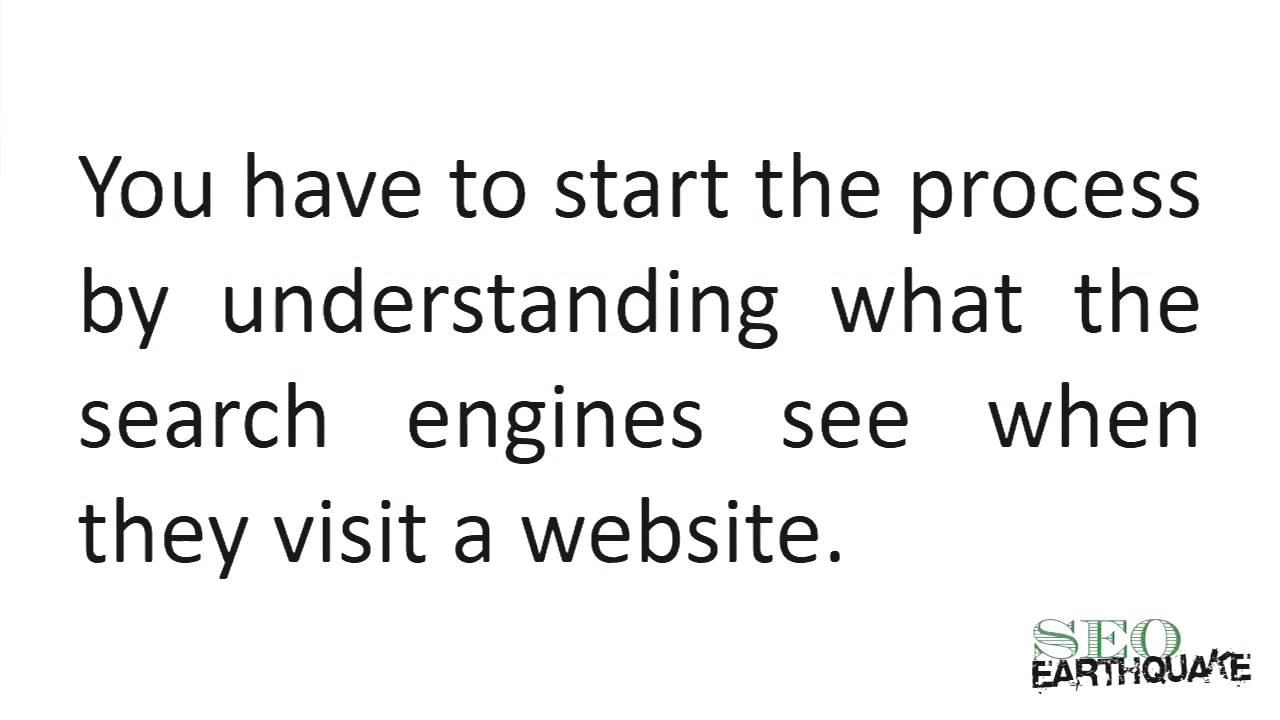 You have to start the process
by understanding what the
search engines see when
they visit a website.
SEO
EARTHQUAKE